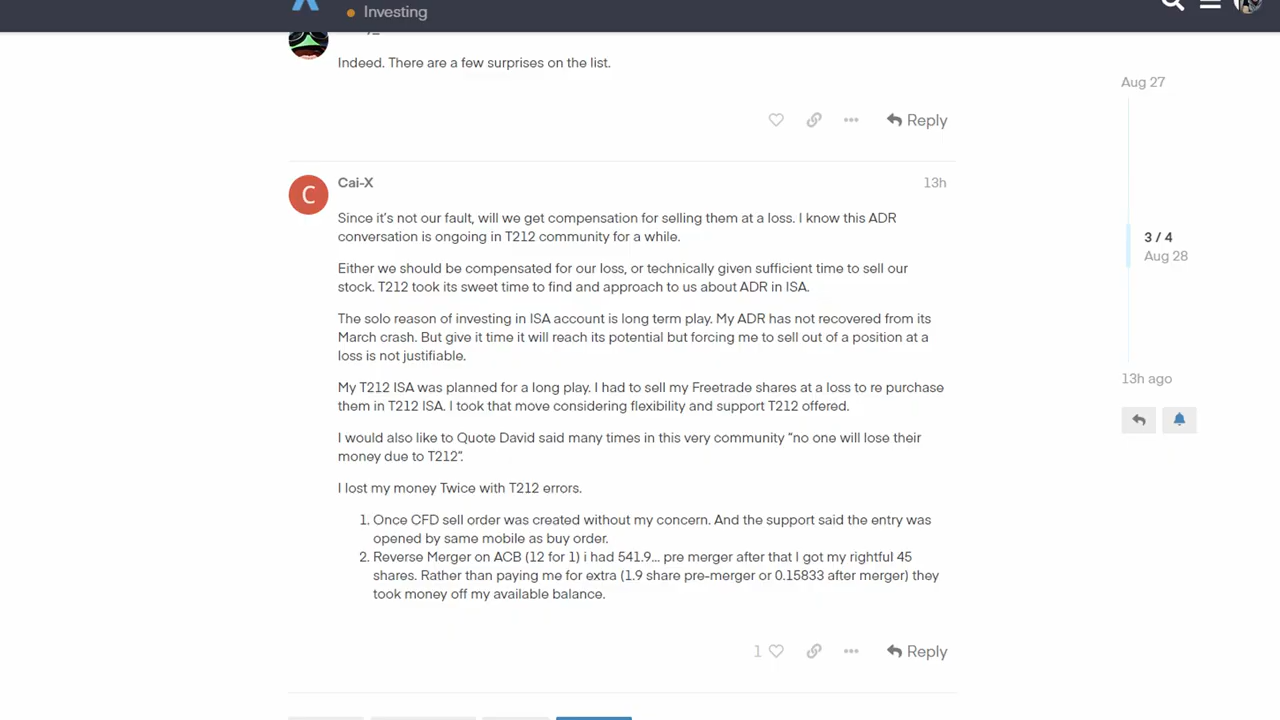 Investing
Indeed. There are a few surprises on the list.
Reply
Aug 27
C
Cai-X
13h
Since it's not our fault, will we get compensation for selling them at a loss. I know this ADR
conversation is ongoing in T212 community for a while.
3 / 4
Aug 28
Either we should be compensated for our loss, or technically given sufficient time to sell our
stock. T212 took its sweet time to find and approach to us about ADR in ISA.
The solo reason of investing in ISA account is long term play. My ADR has not recovered from its
March crash. But give it time it will reach its potential but forcing me to sell out of a position at a
loss is not justifiable.
13h ago
My T212 ISA was planned for a long play. I had to sell my Freetrade shares at a loss to re purchase
them in T212 ISA. I took that move considering flexibility and support T212 offered.
I would also like to Quote David said many times in this very community “no one will lose their
money due to T212”.
I lost my money Twice with T212 errors.
1. Once CFD sell order was created without my concern. And the support said the entry was
opened by same mobile as buy order.
2. Reverse Merger on ACB (12 for 1) i had 541.9... pre merger after that I got my rightful 45
shares. Rather than paying me for extra (1.9 share pre-merger or 0.15833 after merger) they
took money off my available balance.
1
Reply